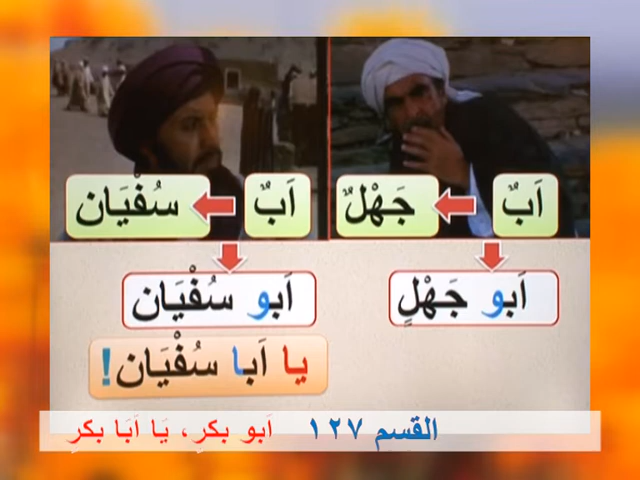 اَبٌ جَهْلٌ اَبٌ سُفْيَان
اَبو جَهْلٍ اَبو سُفْيَان
يا اَبا سُفْيَان!
القسم ١٢٧ اَبو بكرٍ، يَا اَبَا بكرٍ